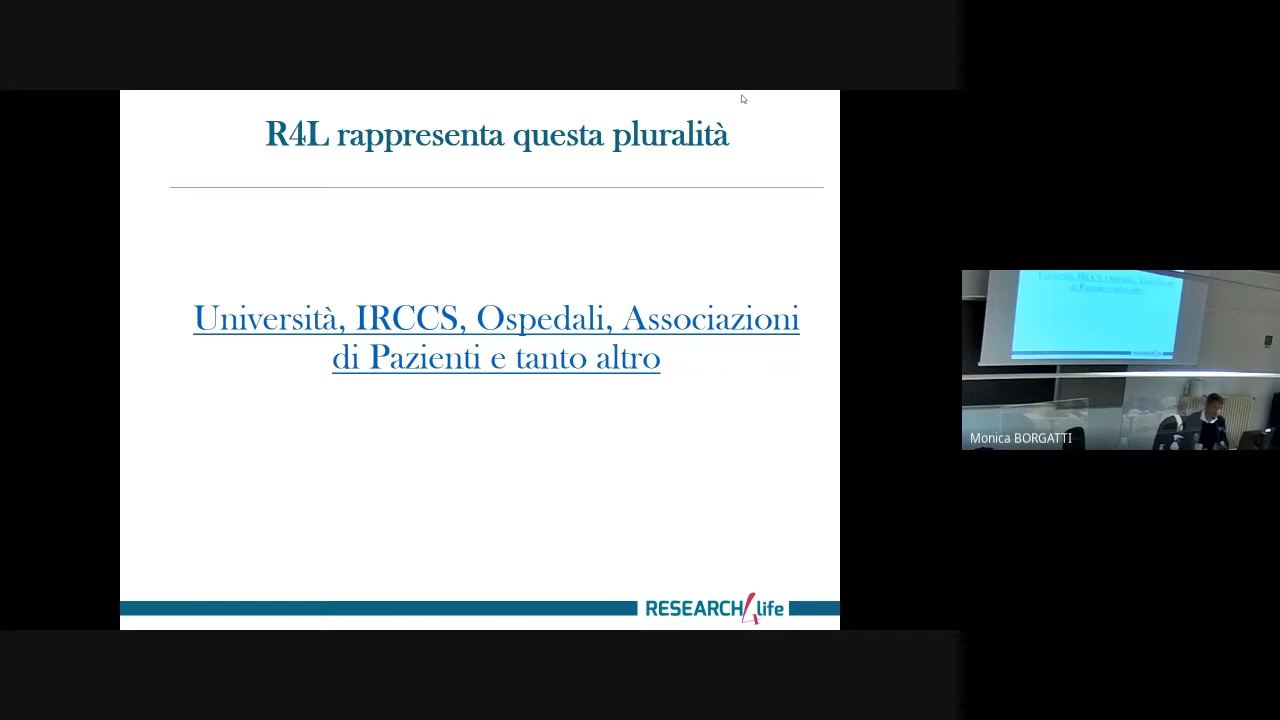 R4L rappresenta questa pluralità
Università, IRCCS, Ospedali, Associazioni
di Pazienti e tanto altro
RESEARCH4life
Monica BORGATTI